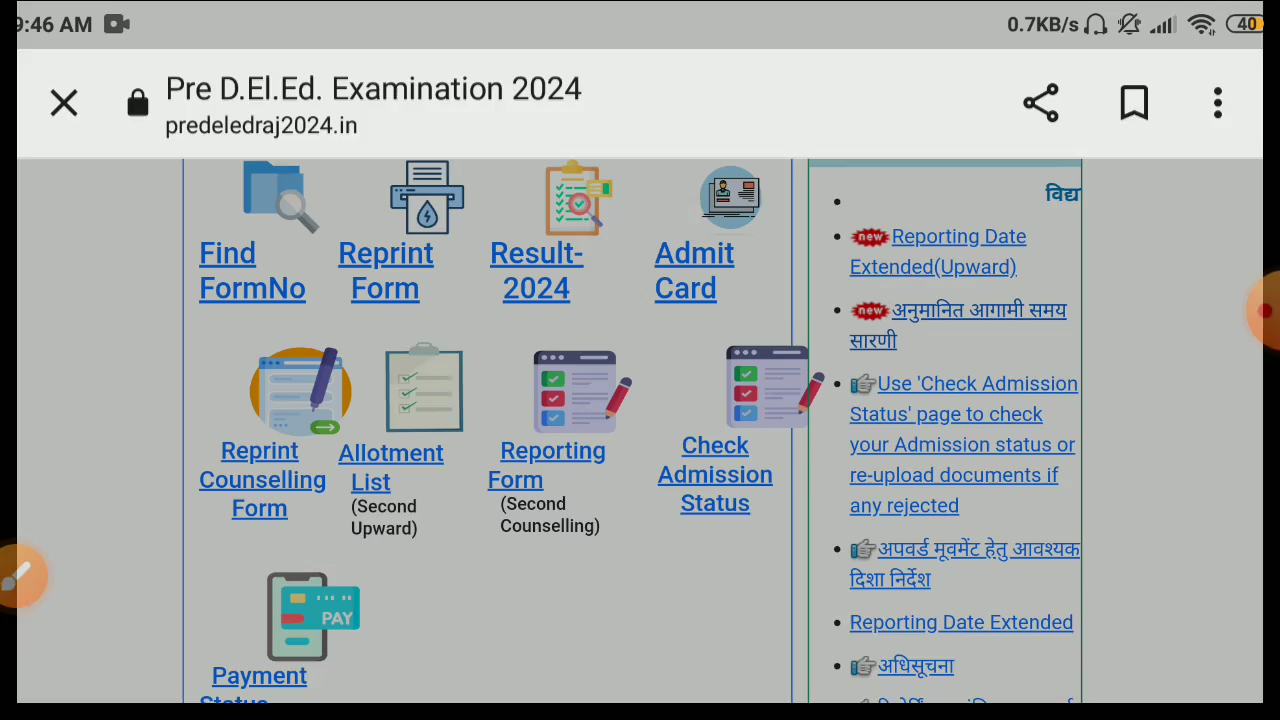 9:46 AM
0.7KB/s
40
Pre D.El.Ed. Examination 2024
predeledraj2024.in
Find
FormNo
Reprint
Form
Result-
2024
Admit
Card
Reprint
Counselling
Form
Allotment
List
(Second
Upward)
Reporting
Form
(Second
Counselling)
Check
Admission
Status
PAY
Payment
Status
विद्य
new Reporting Date
Extended(Upward)
new अनुमानित आगामी समय
सारणी
Use 'Check Admission
Status' page to check
your Admission status or
re-upload documents if
any rejected
अपवर्ड मूवमेंट हेतु आवश्यक
दिशा निर्देश
Reporting Date Extended
अधिसूचना